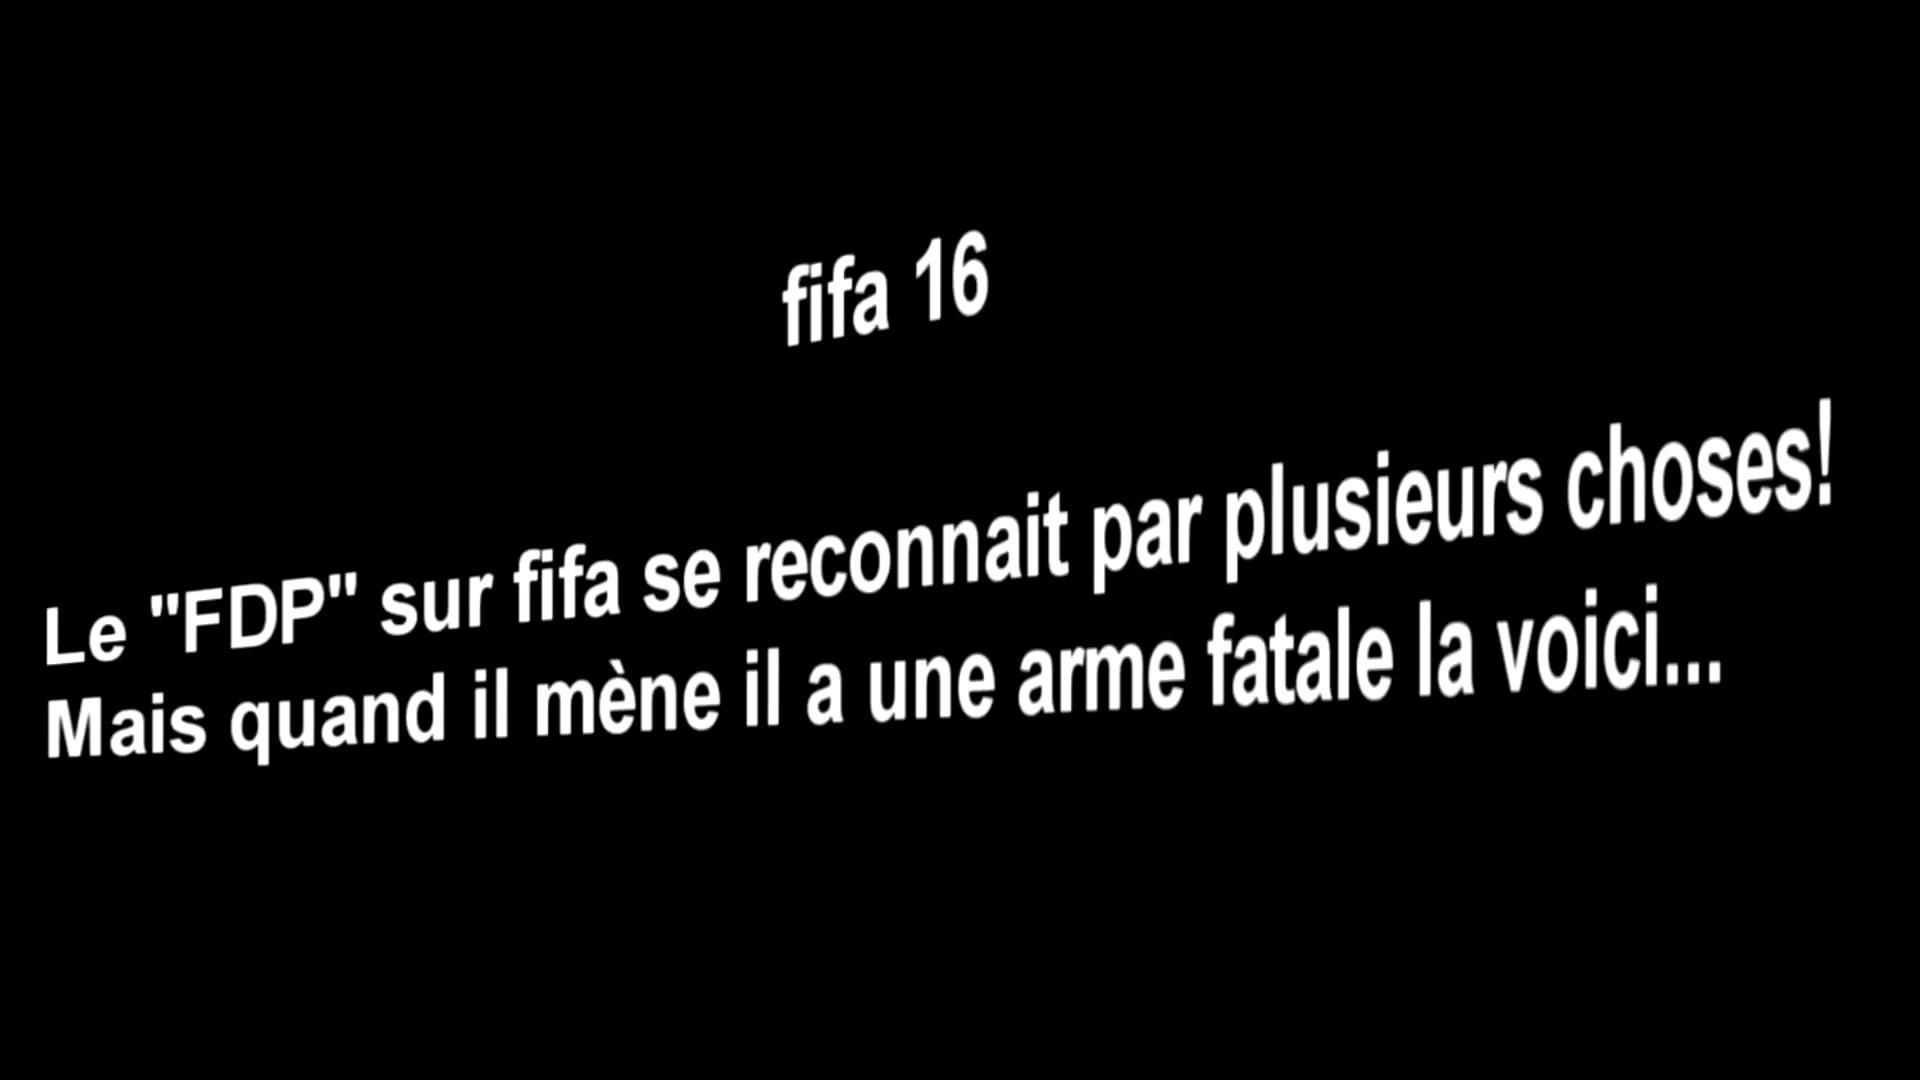 fifa 16
Le "FDP" sur fifa se reconnait par plusieurs choses!
Mais quand il mène il a une arme fatale la voici...